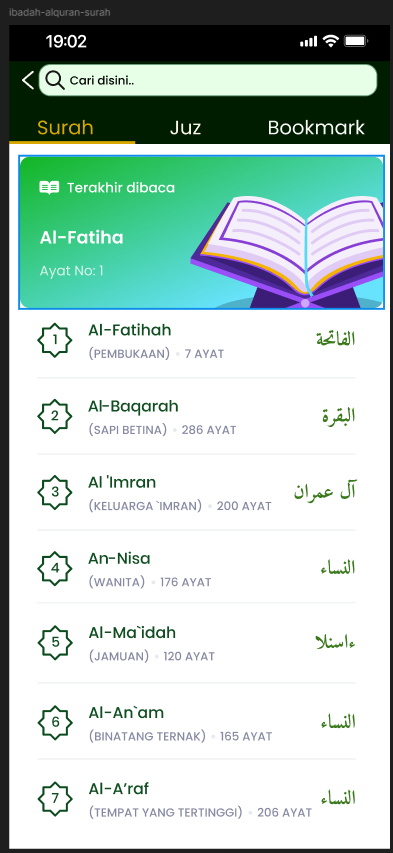 ibadah-alquran-surah
19:02
Cari disini..
Surah Juz Bookmark
Terakhir dibaca
Al-Fatiha
Ayat No: 1
1 Al-Fatihah الفاتحة
(PEMBUKAAN) • 7 AYAT
2 Al-Baqarah البقرة
(SAPI BETINA) • 286 AYAT
3 Al 'Imran آل عمران
(KELUARGA `IMRAN) • 200 AYAT
4 An-Nisa النساء
(WANITA) • 176 AYAT
5 Al-Ma`idah ءاسنلا
(JAMUAN) • 120 AYAT
6 Al-An`am النساء
(BINATANG TERNAK) • 165 AYAT
7 Al-A’raf النساء
(TEMPAT YANG TERTINGGI) • 206 AYAT